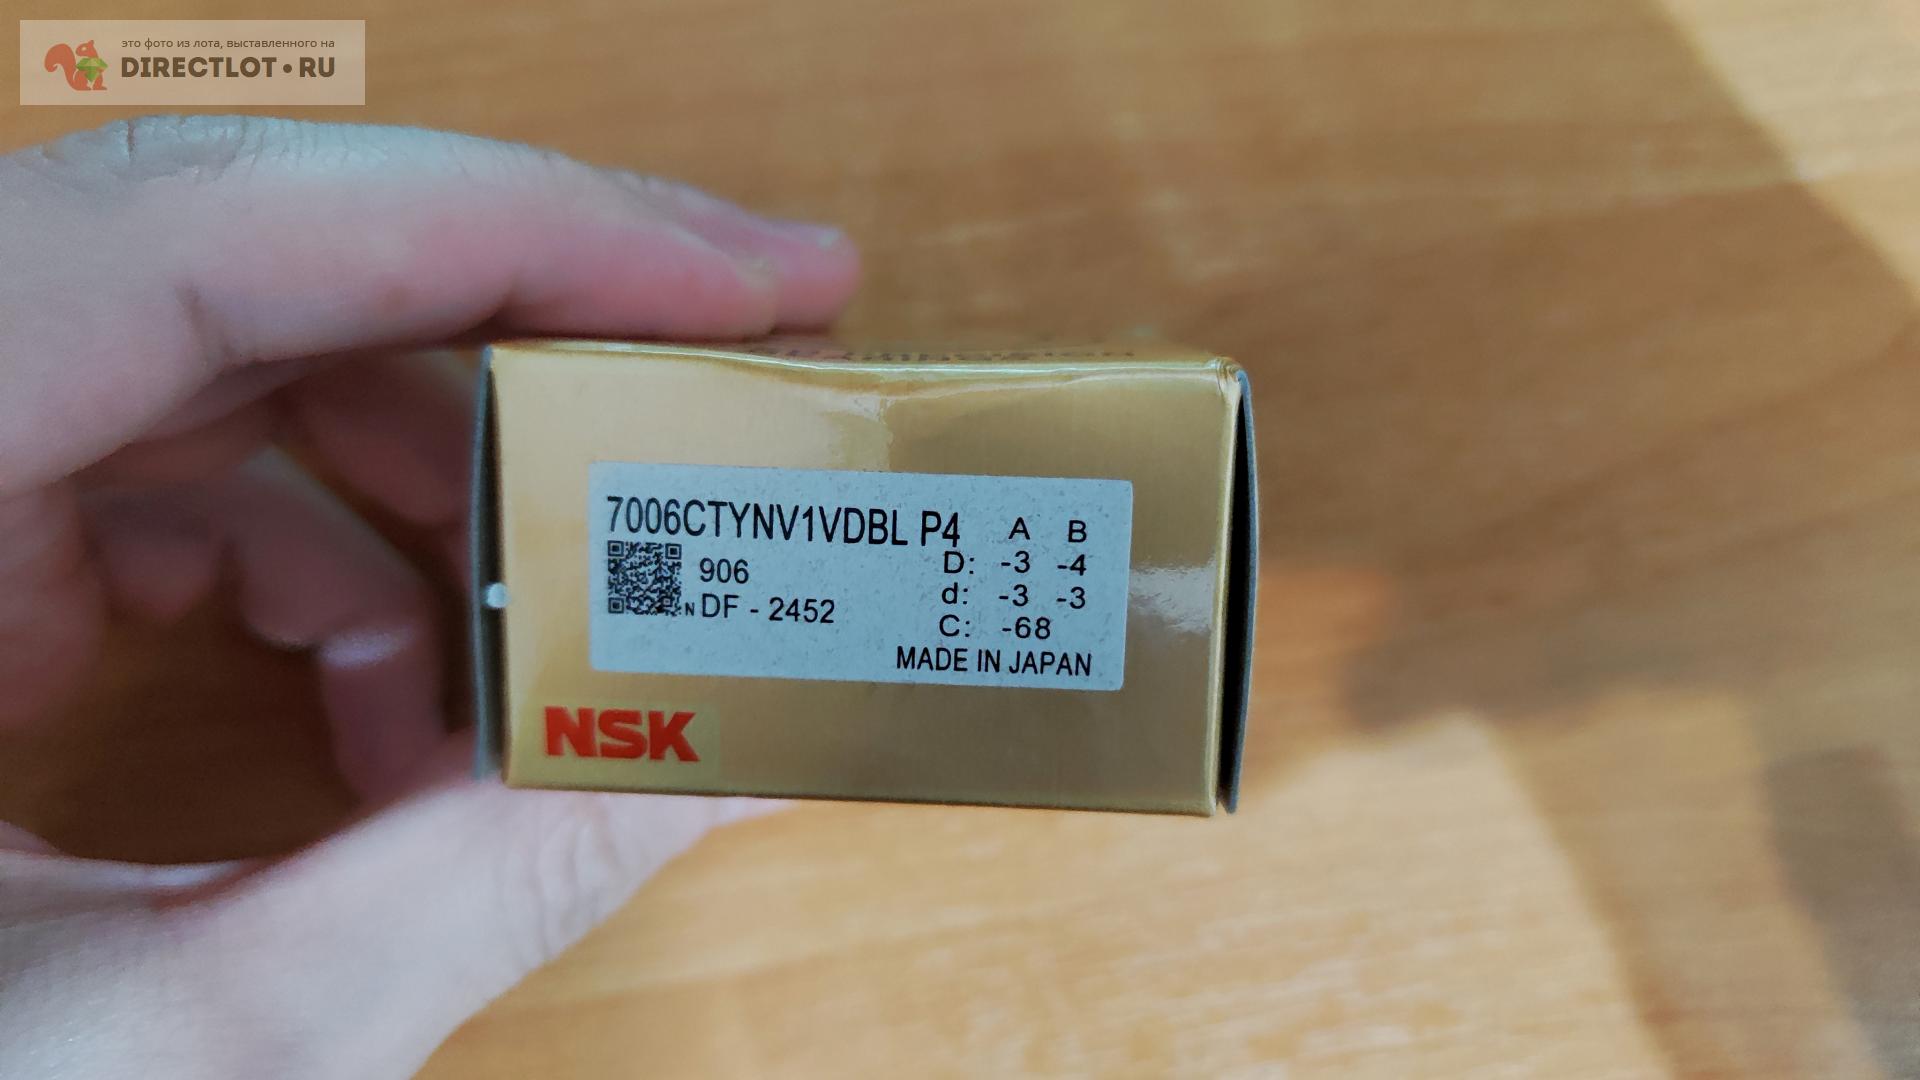 это фото из лота, выставленного на
DIRECTLOT•RU
7006CTYNV1VDBL P4
A B
D: -3 -4
906
d: -3 -3
N DF - 2452
C: -68
MADE IN JAPAN
NSK